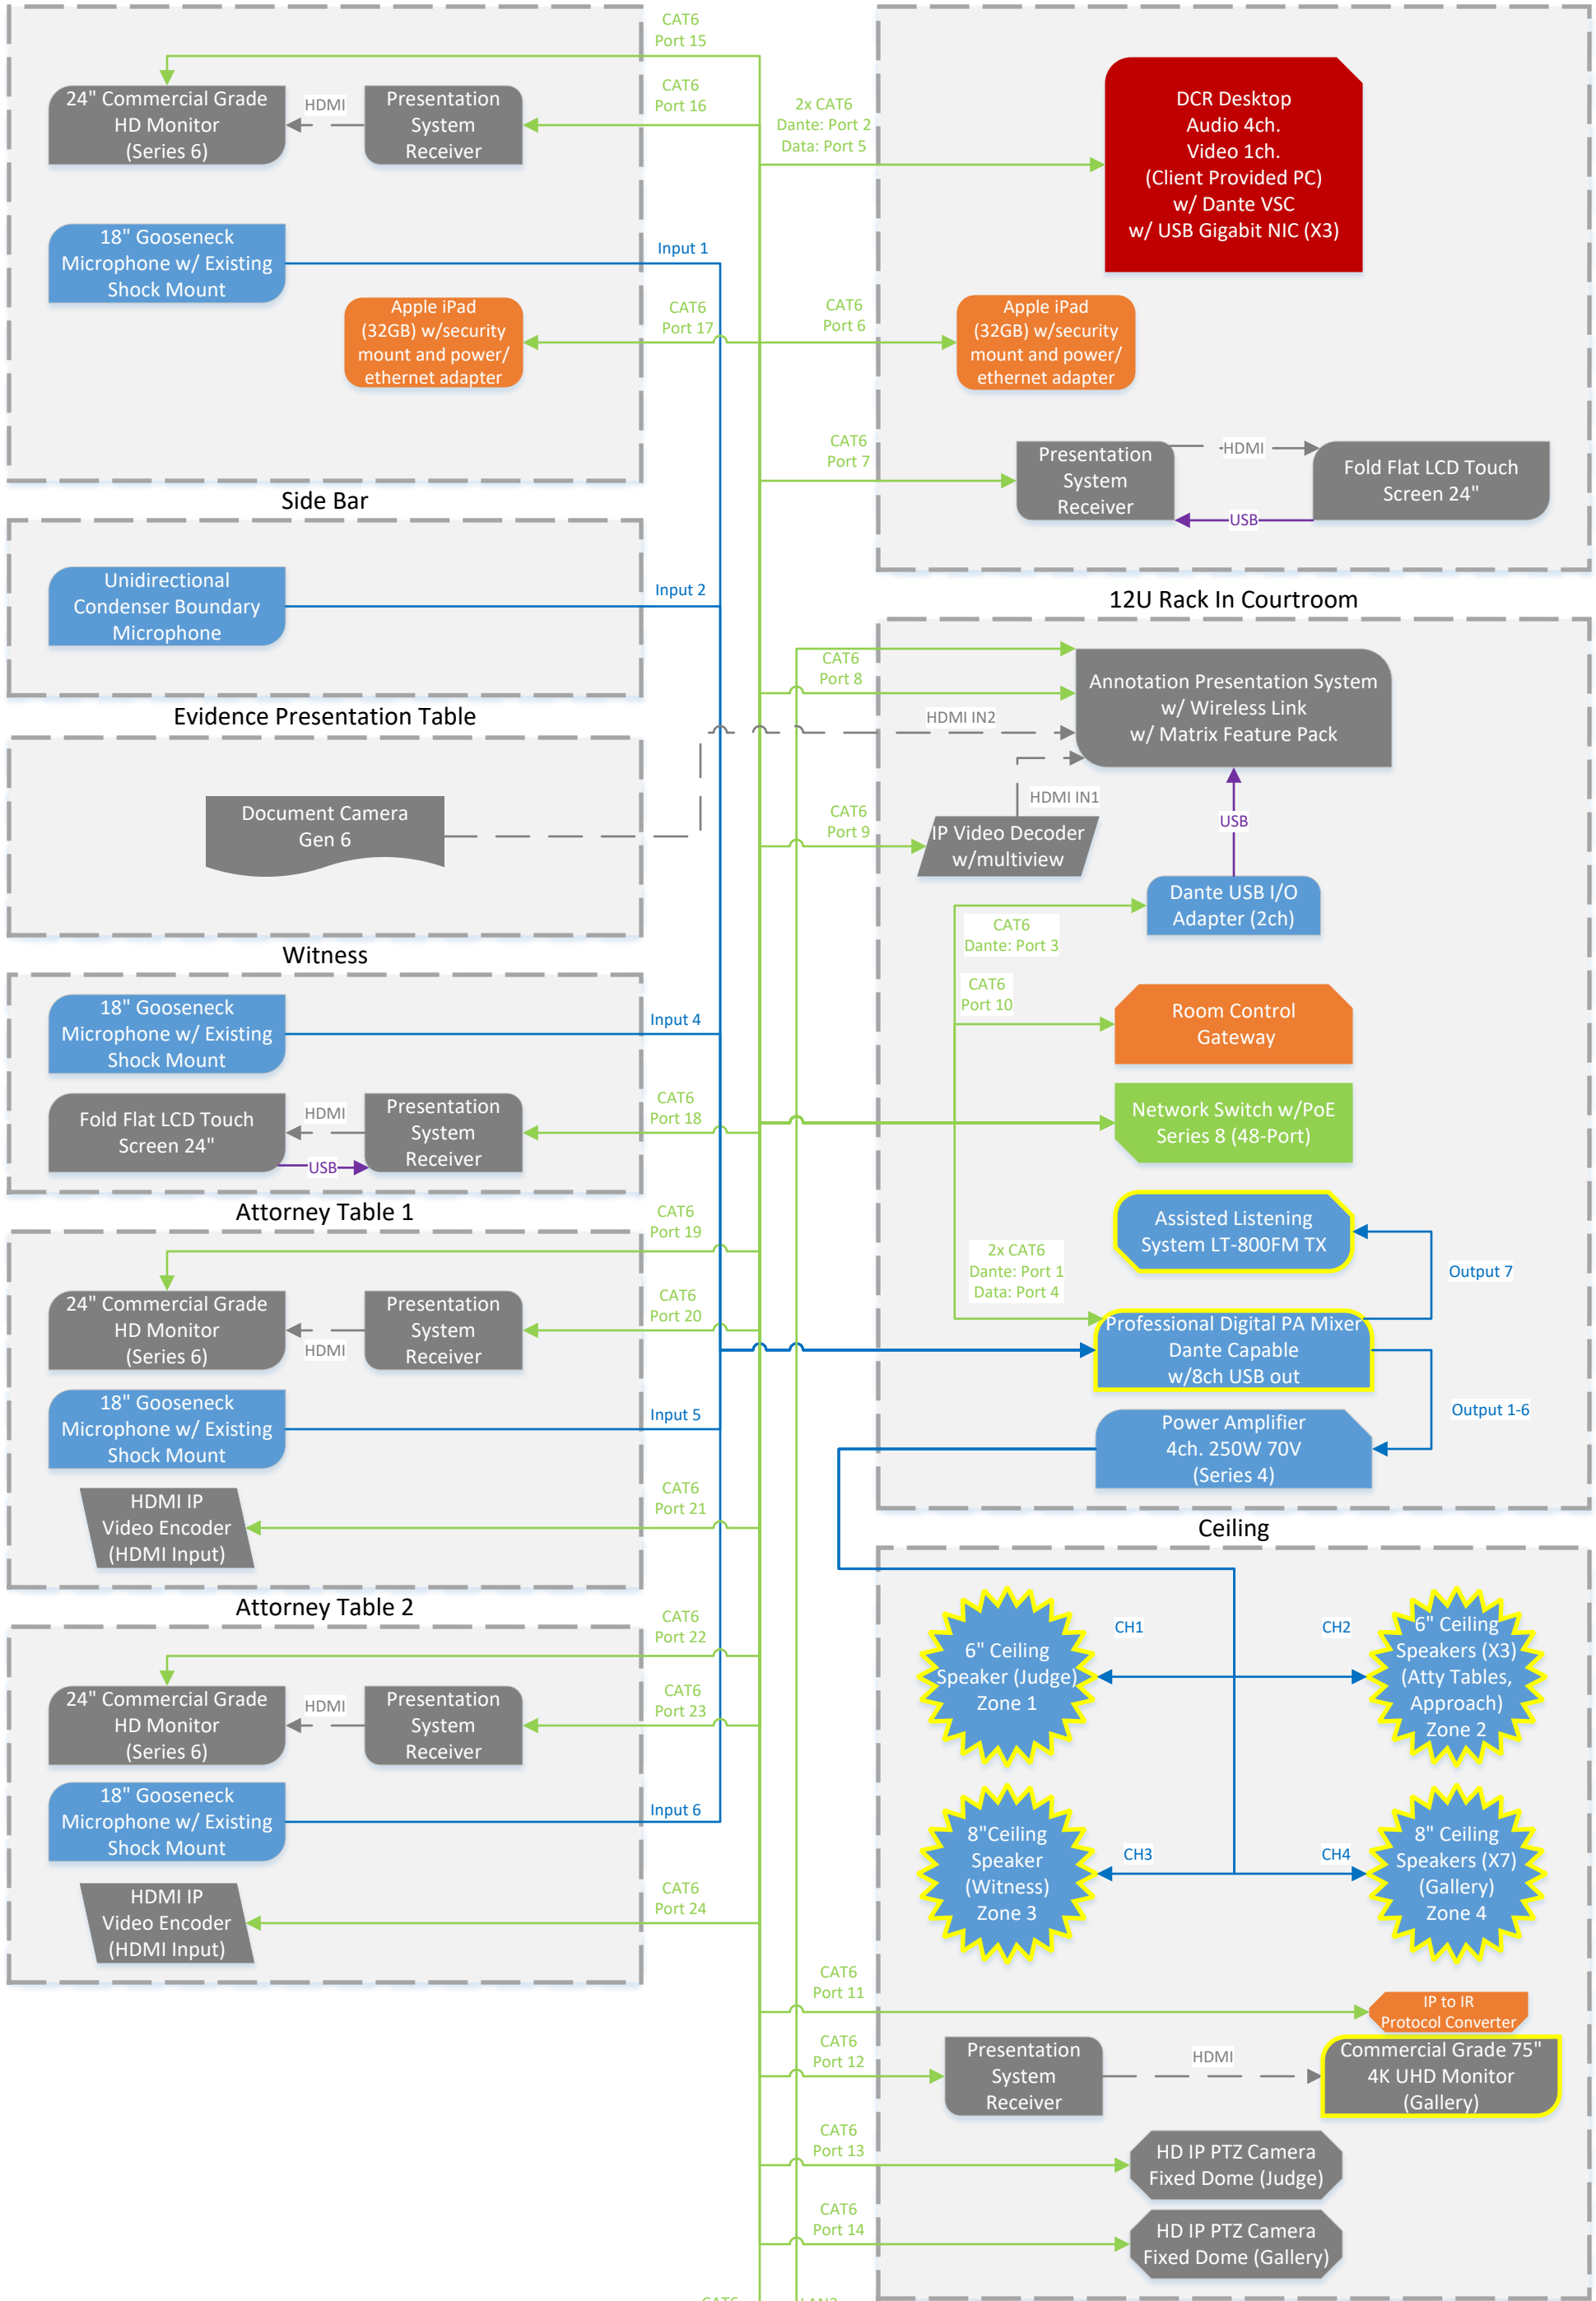 CAT6
Port 15
24" Commercial Grade
HD Monitor
(Series 6)
HDMI
Presentation
System
Receiver
CAT6
Port 16
18" Gooseneck
Microphone w/ Existing
Shock Mount
Input 1
Apple iPad
(32GB) w/security
mount and power/
ethernet adapter
CAT6
Port 17
2x CAT6
Dante: Port 2
Data: Port 5
DCR Desktop
Audio 4ch.
Video 1ch.
(Client Provided PC)
w/ Dante VSC
w/ USB Gigabit NIC (X3)
CAT6
Port 6
Apple iPad
(32GB) w/security
mount and power/
ethernet adapter
CAT6
Port 7
Presentation
System
Receiver
HDMI
USB
Fold Flat LCD Touch
Screen 24"
Side Bar
Unidirectional
Condenser Boundary
Microphone
Input 2
Evidence Presentation Table
Document Camera
Gen 6
Witness
18" Gooseneck
Microphone w/ Existing
Shock Mount
Input 4
Fold Flat LCD Touch
Screen 24"
HDMI
USB
Presentation
System
Receiver
CAT6
Port 18
Attorney Table 1
CAT6
Port 19
24" Commercial Grade
HD Monitor
(Series 6)
HDMI
Presentation
System
Receiver
CAT6
Port 20
18" Gooseneck
Microphone w/ Existing
Shock Mount
Input 5
HDMI IP
Video Encoder
(HDMI Input)
CAT6
Port 21
Attorney Table 2
CAT6
Port 22
24" Commercial Grade
HD Monitor
(Series 6)
HDMI
Presentation
System
Receiver
CAT6
Port 23
18" Gooseneck
Microphone w/ Existing
Shock Mount
Input 6
HDMI IP
Video Encoder
(HDMI Input)
CAT6
Port 24
12U Rack In Courtroom
CAT6
Port 8
Annotation Presentation System
w/ Wireless Link
w/ Matrix Feature Pack
HDMI IN2
HDMI IN1
CAT6
Port 9
IP Video Decoder
w/multiview
USB
Dante USB I/O
Adapter (2ch)
CAT6
Dante: Port 3
CAT6
Port 10
Room Control
Gateway
Network Switch w/PoE
Series 8 (48-Port)
Assisted Listening
System LT-800FM TX
Output 7
2x CAT6
Dante: Port 1
Data: Port 4
Professional Digital PA Mixer
Dante Capable
w/8ch USB out
Output 1-6
Power Amplifier
4ch. 250W 70V
(Series 4)
Ceiling
6" Ceiling
Speaker (Judge)
Zone 1
CH1
CH2
6" Ceiling
Speakers (X3)
(Atty Tables,
Approach)
Zone 2
8"Ceiling
Speaker
(Witness)
Zone 3
CH3
CH4
8" Ceiling
Speakers (X7)
(Gallery)
Zone 4
CAT6
Port 11
IP to IR
Protocol Converter
CAT6
Port 12
Presentation
System
Receiver
HDMI
Commercial Grade 75"
4K UHD Monitor
(Gallery)
CAT6
Port 13
HD IP PTZ Camera
Fixed Dome (Judge)
CAT6
Port 14
HD IP PTZ Camera
Fixed Dome (Gallery)